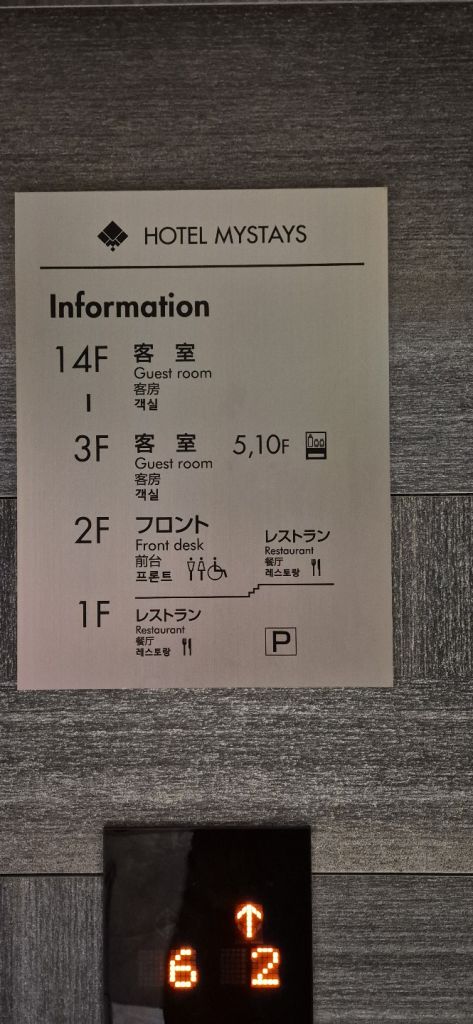 HOTEL MYSTAYS
Information
14F 客 室
Guest room
客房
객실
3F 客 室 5,10F
Guest room
客房
객실
2F フロント レストラン
Front desk Restaurant
前台 餐厅
프론트 레스토랑
1F レストラン
Restaurant
餐厅 P
레스토랑
6 2